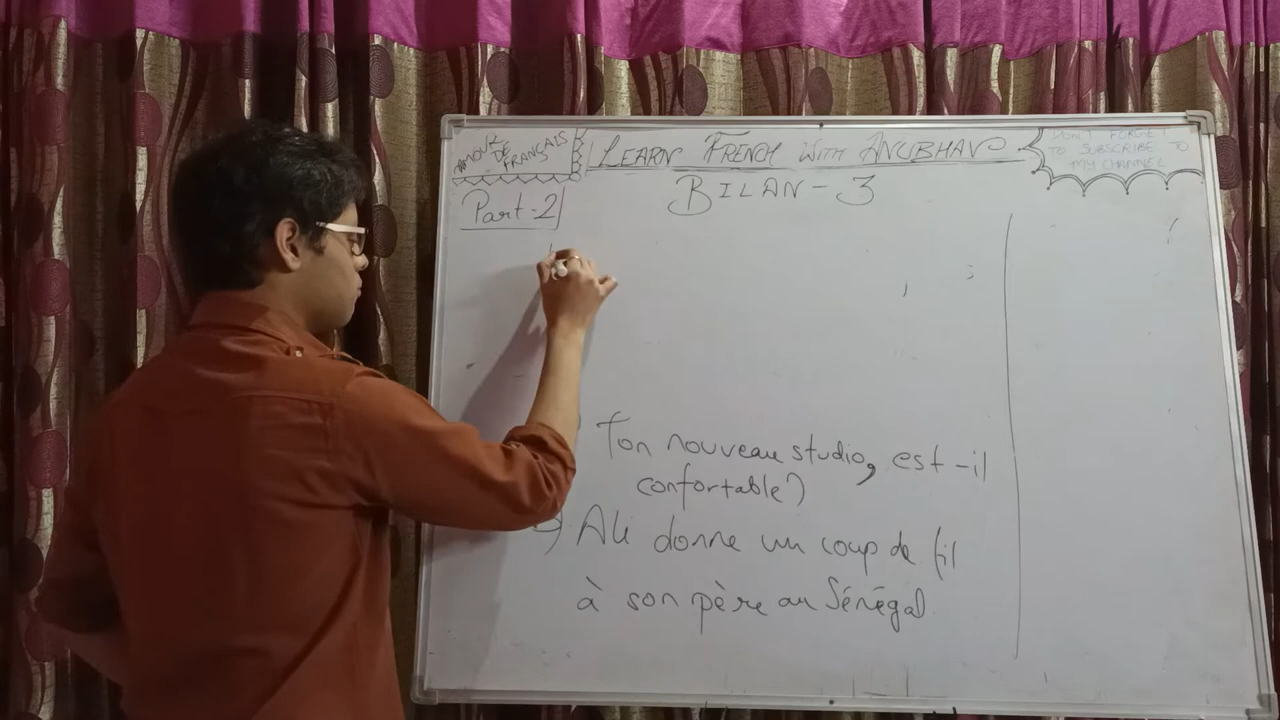 AMOUR DE FRANÇAIS
LEARN FRENCH WITH ANUBHAV
DON'T FORGET
TO SUBSCRIBE TO
MY CHANNEL
BILAN - 3
Part-2
Ton nouveau studio, est-il
confortable?
Ali donne un coup de fil
à son père au Sénégal